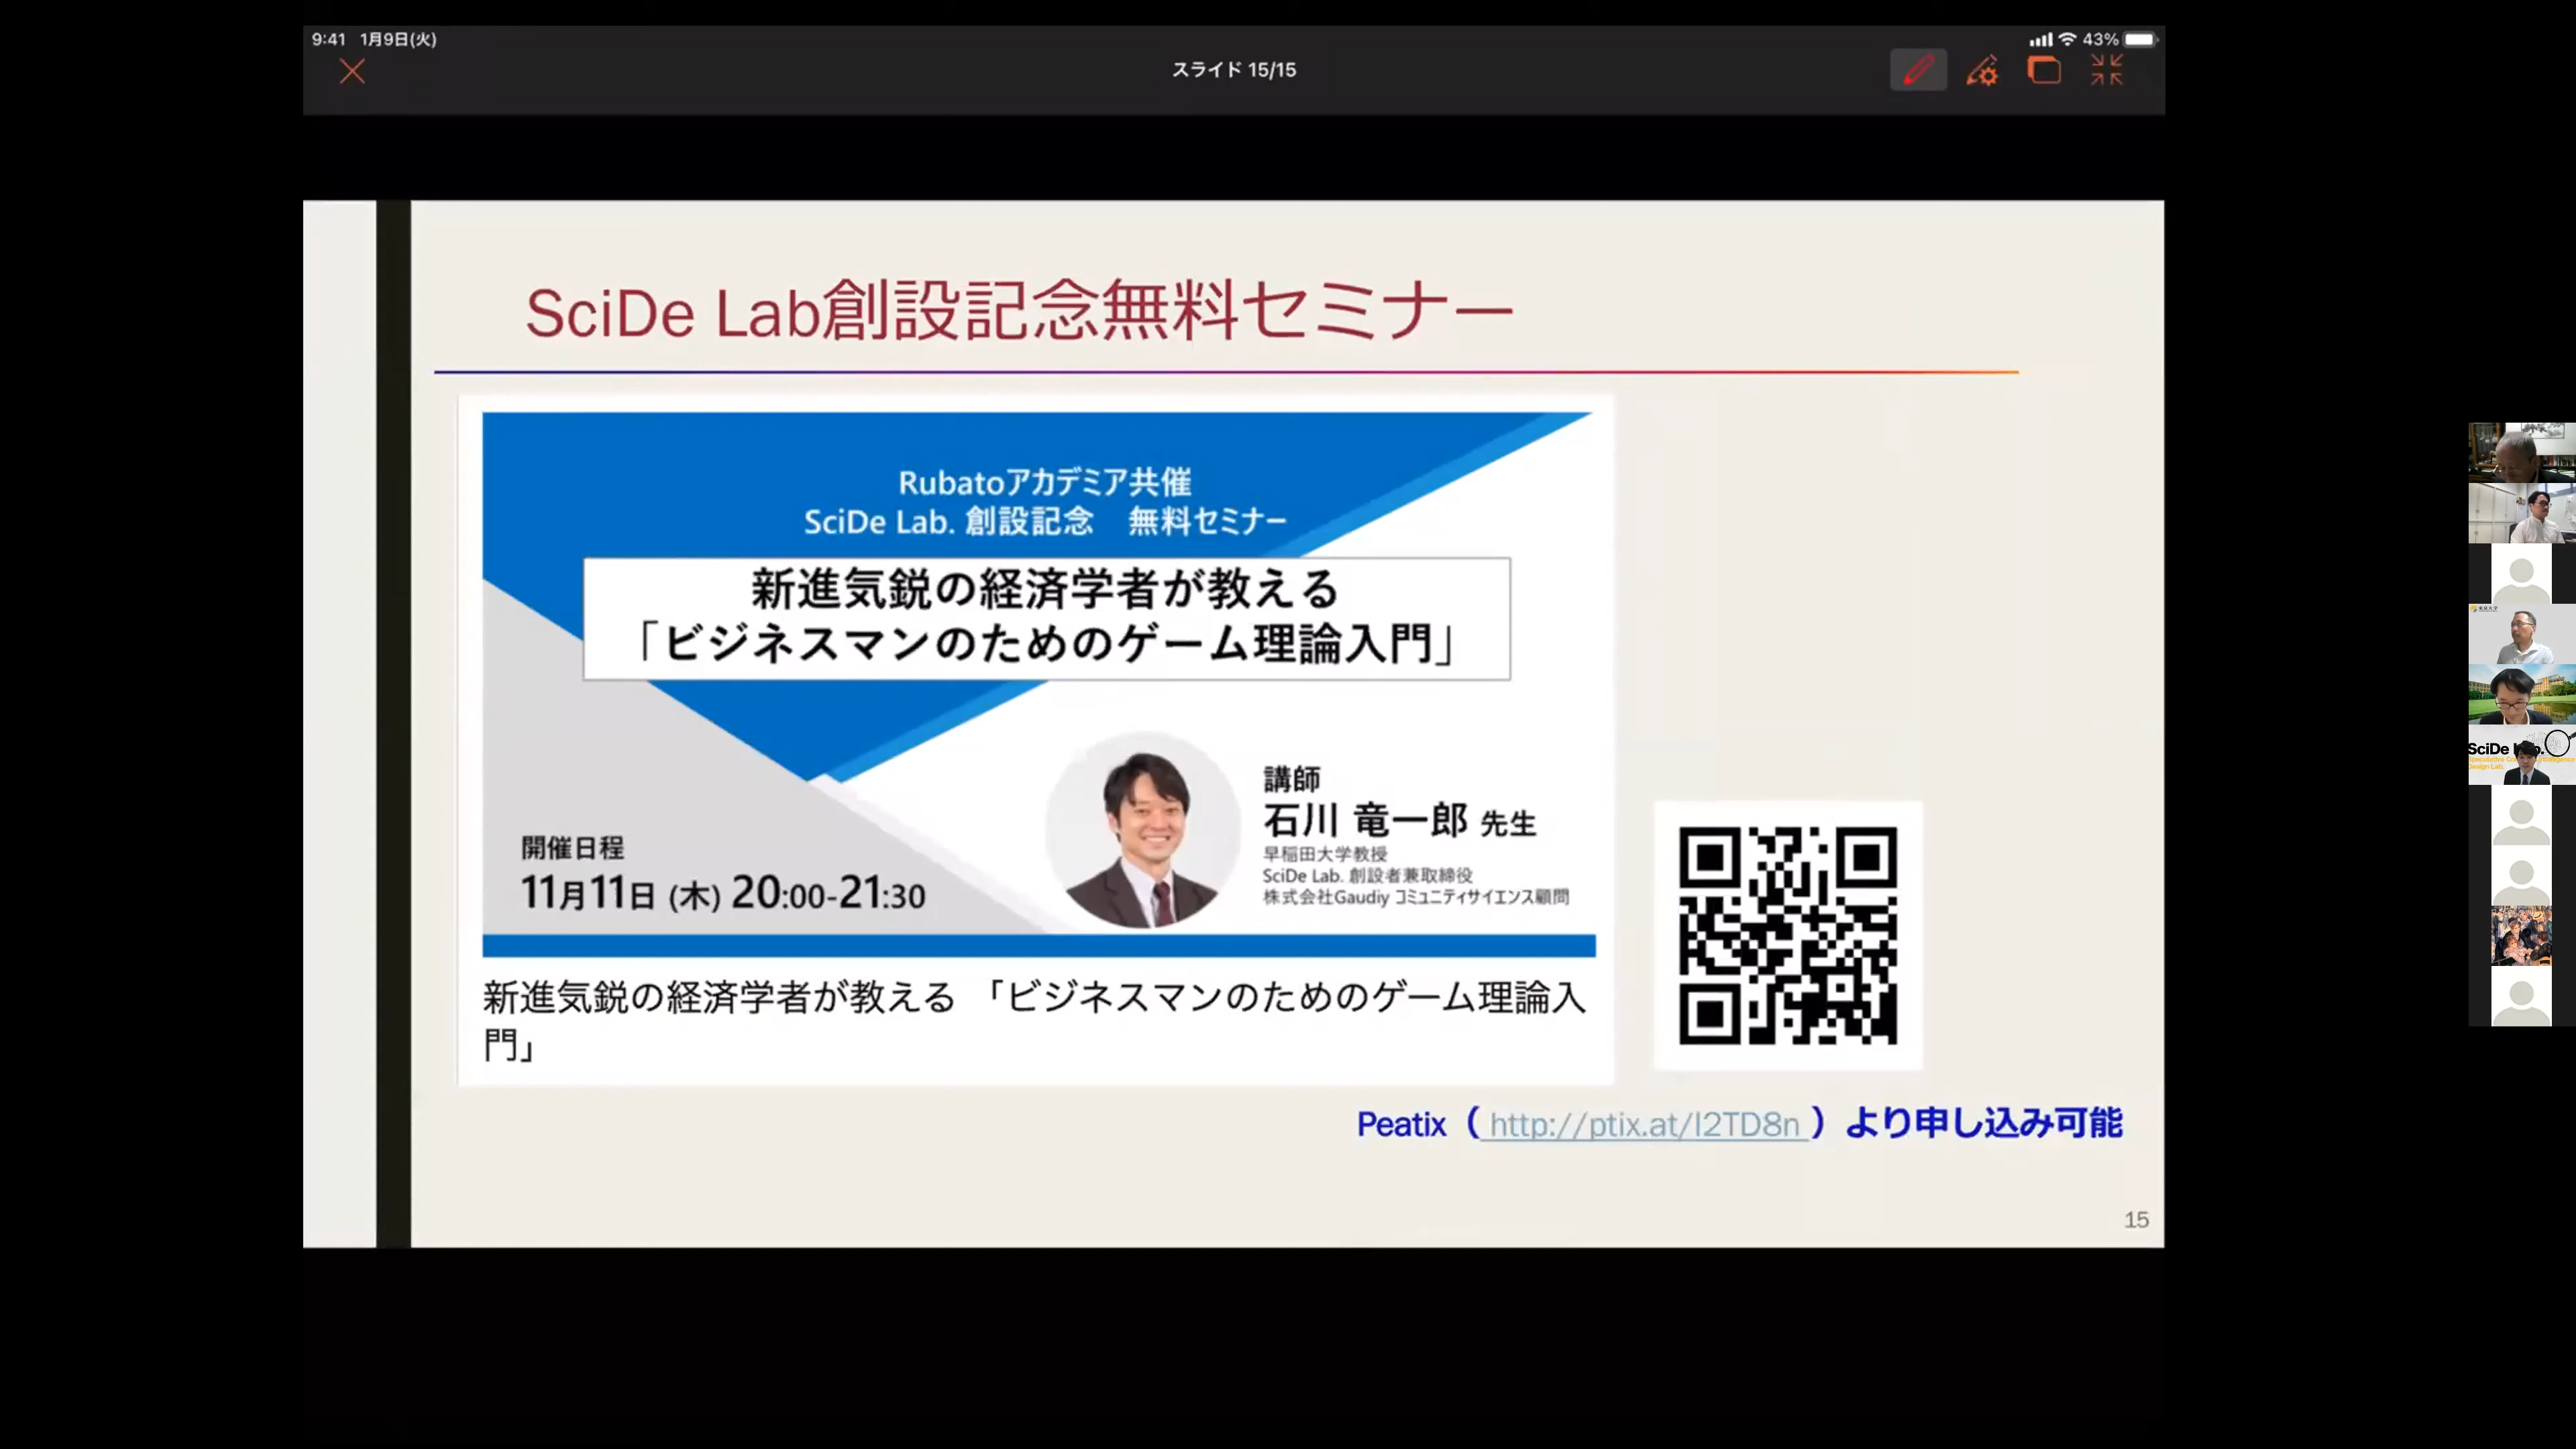 9:41 1月9日(火)
43%
スライド 15/15
SciDe Lab創設記念無料セミナー
Rubatoアカデミア共催
SciDe Lab. 創設記念　無料セミナー
新進気鋭の経済学者が教える
「ビジネスマンのためのゲーム理論入門」
講師
石川 竜一郎 先生
早稲田大学教授
SciDe Lab. 創設者兼取締役
株式会社Gaudiy コミュニティサイエンス顧問
開催日程
11月11日 (木) 20:00-21:30
新進気鋭の経済学者が教える 「ビジネスマンのためのゲーム理論入
門」
Peatix（ http://ptix.at/I2TD8n ）より申し込み可能
15
SciDe
Design Lab.